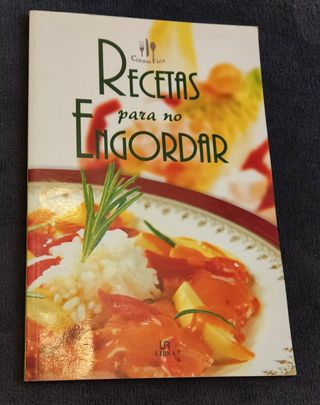 COCINA FÁCIL
RECETAS
para no
ENGORDAR
LIBSA